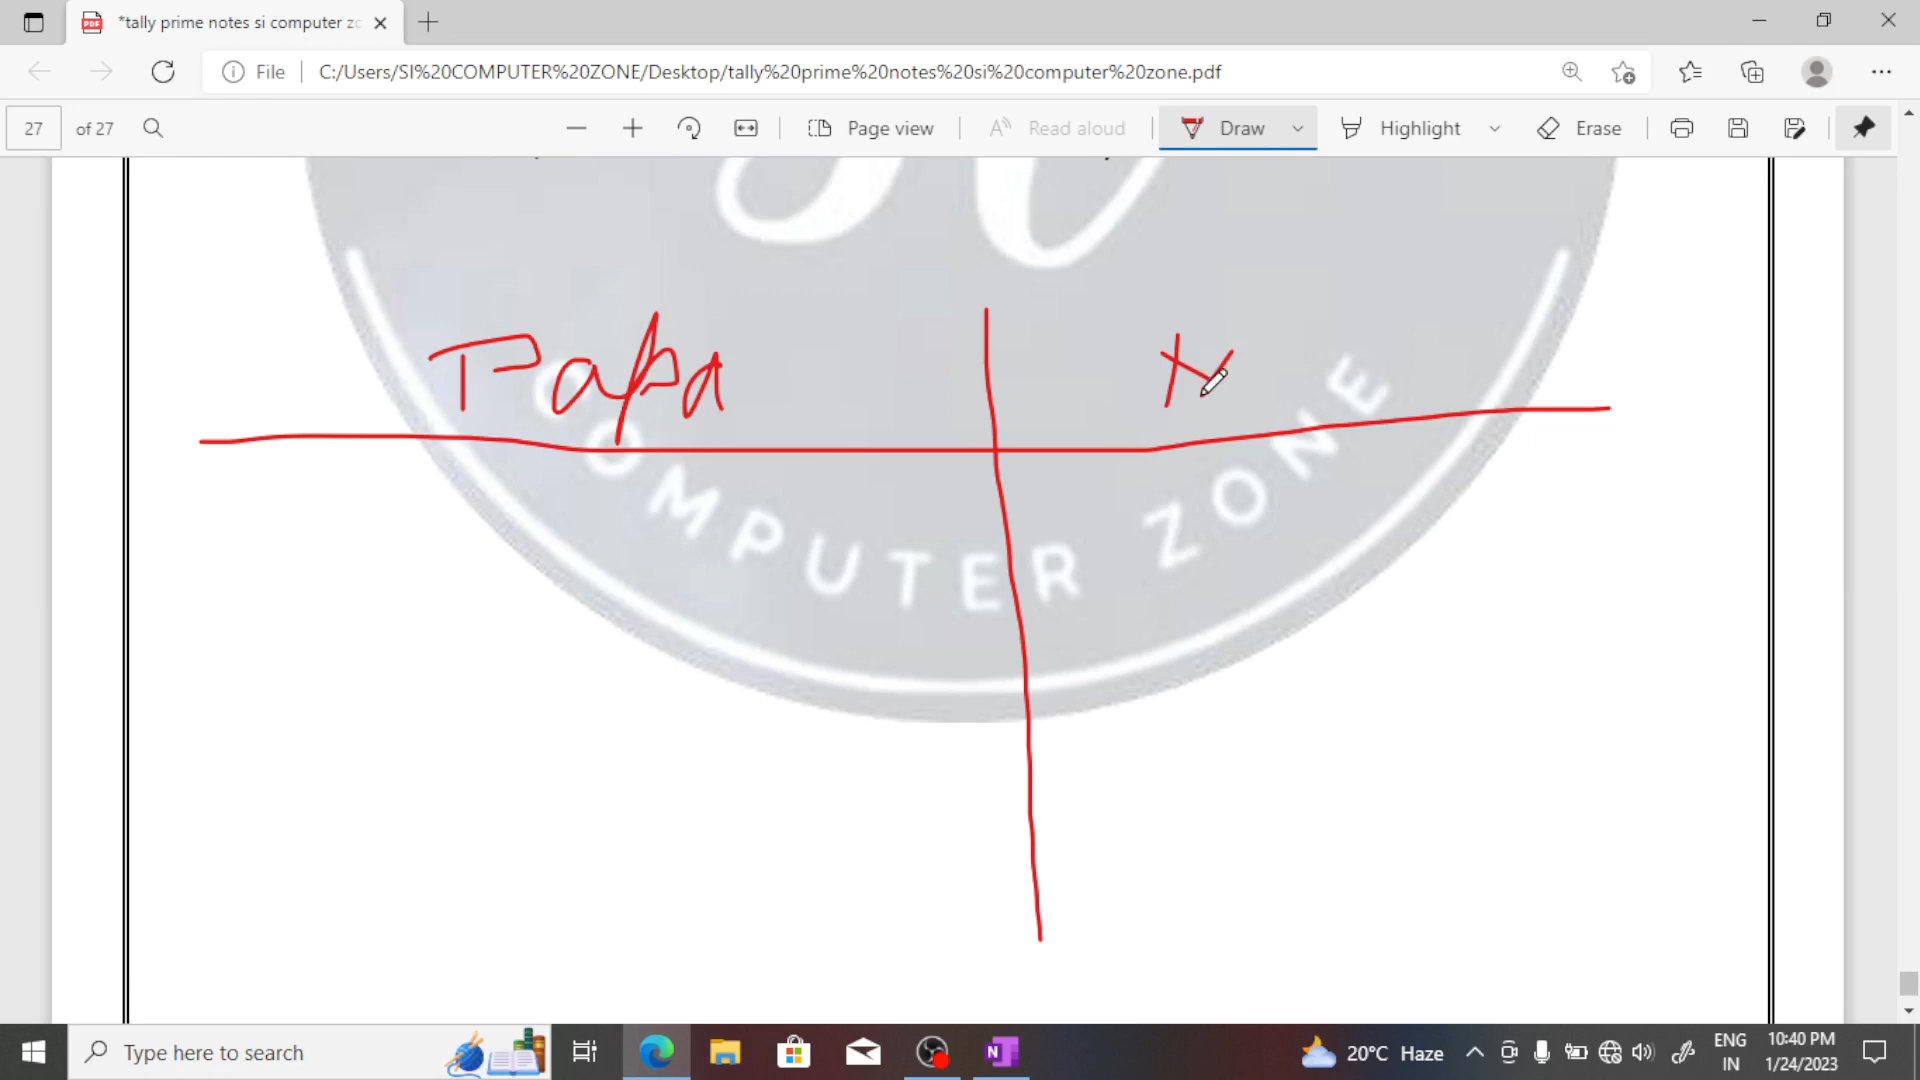 *tally prime notes si computer zo
File
C:/Users/SI%20COMPUTER%20ZONE/Desktop/tally%20prime%20notes%20si%20computer%20zone.pdf
27 of 27
Page view
Read aloud
Draw
Highlight
Erase
Papa
COMPUTER ZONE
Type here to search
20°C Haze
ENG
IN
10:40 PM
1/24/2023